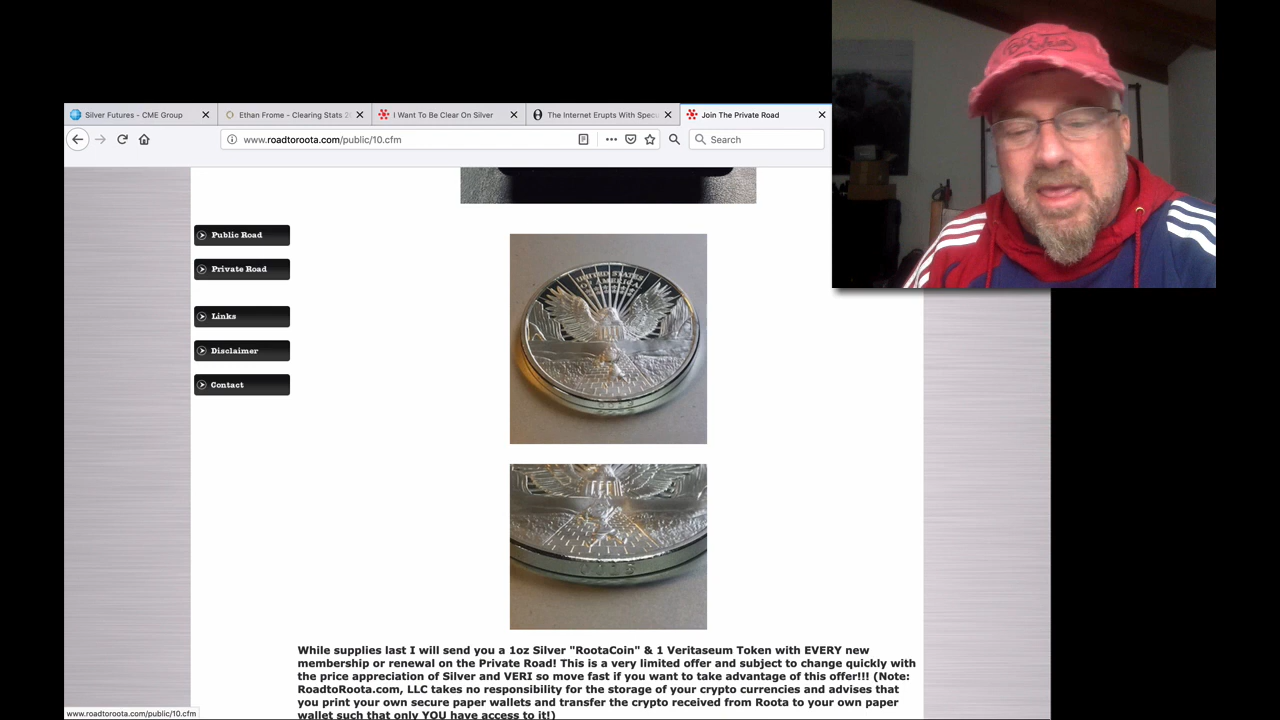 Silver Futures - CME Group
Ethan Frome - Clearing Stats 2
I Want To Be Clear On Silver
The Internet Erupts With Specu
Join The Private Road
www.roadtoroota.com/public/10.cfm
Search
Public Road
Private Road
Links
Disclaimer
Contact
UNITED STATES
OF AMERICA
While supplies last I will send you a 1oz Silver "RootaCoin" & 1 Veritaseum Token with EVERY new
membership or renewal on the Private Road! This is a very limited offer and subject to change quickly with
the price appreciation of Silver and VERI so move fast if you want to take advantage of this offer!!! (Note:
RoadtoRoota.com, LLC takes no responsibility for the storage of your crypto currencies and advises that
you print your own secure paper wallets and transfer the crypto received from Roota to your own paper
wallet such that only YOU have access to it!)
www.roadtoroota.com/public/10.cfm